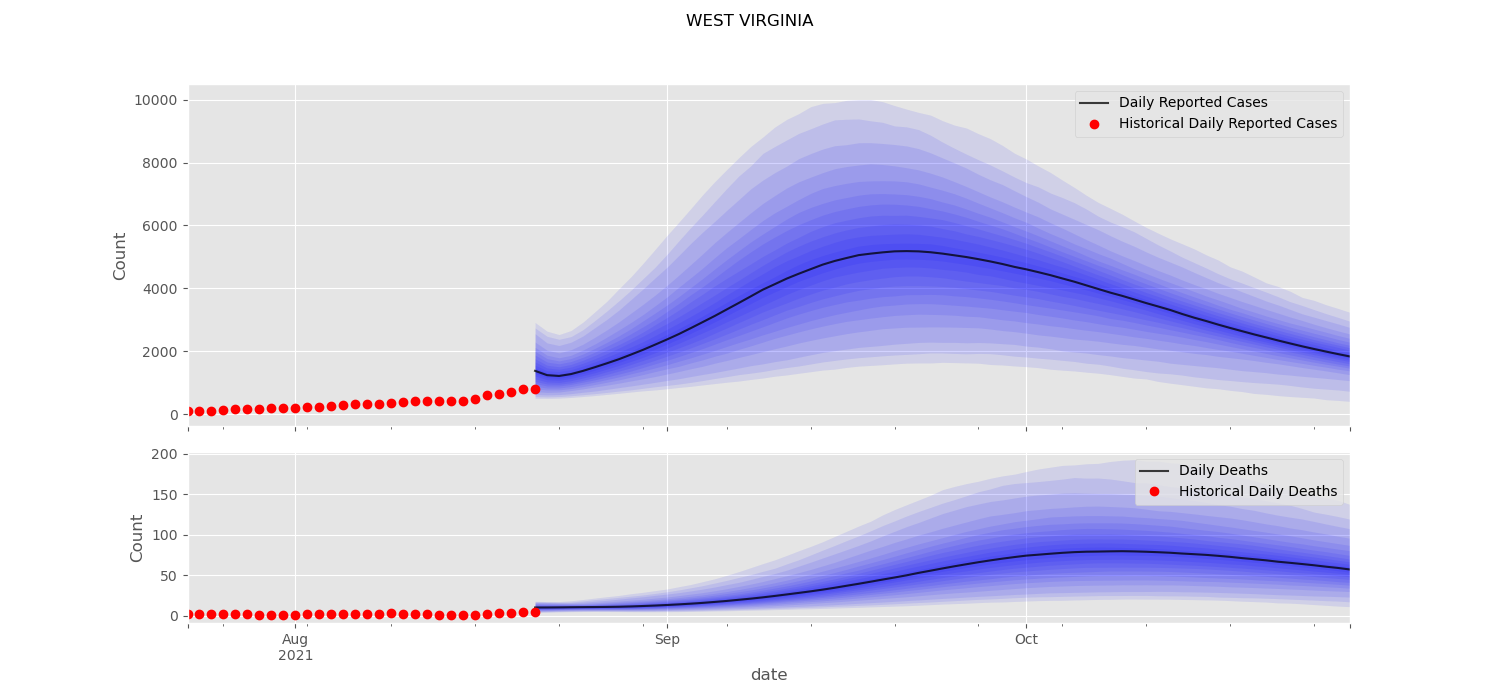 WEST VIRGINIA
10000
8000
6000
4000
2000
0
Count
Daily Reported Cases
Historical Daily Reported Cases
200
150
100
50
0
Count
Daily Deaths
Historical Daily Deaths
Aug
2021
Sep
Oct
date